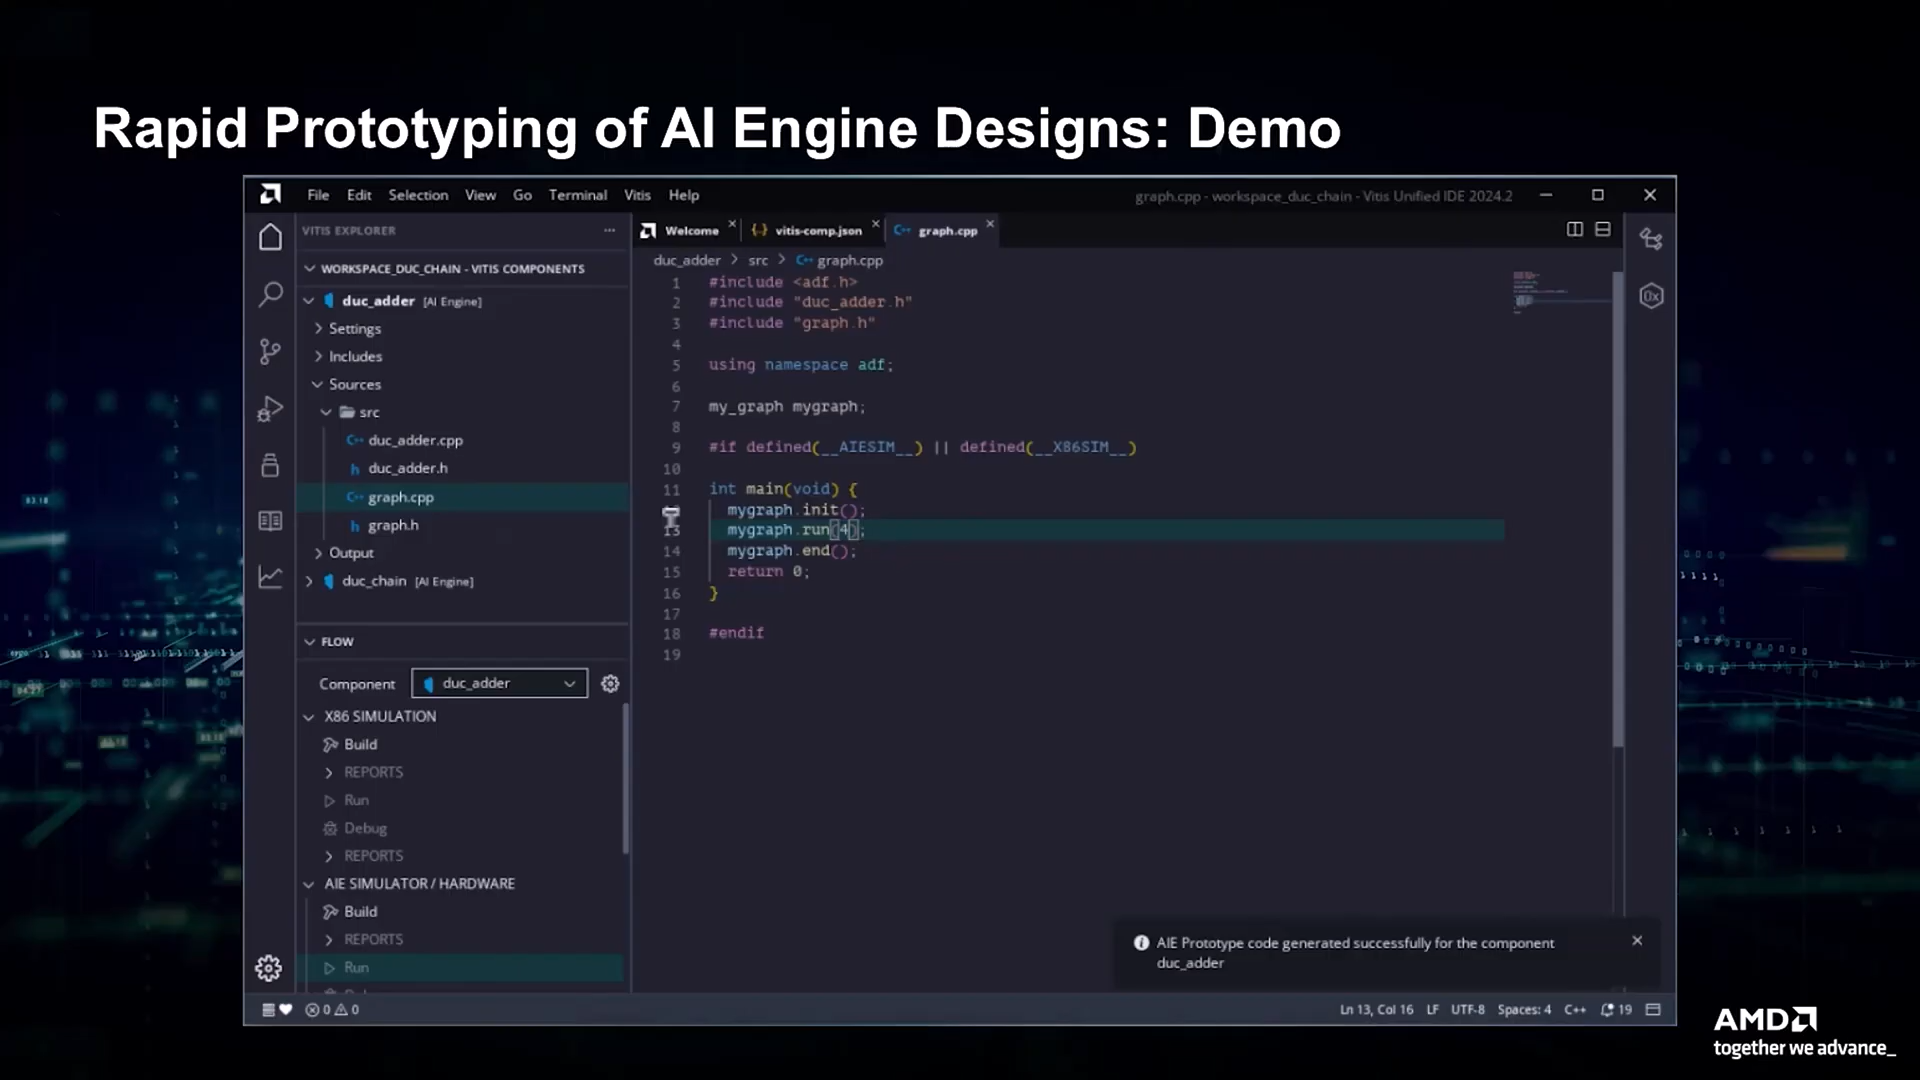 Rapid Prototyping of AI Engine Designs: Demo
File Edit Selection View Go Terminal Vitis Help
graph.cpp - workspace_duc_chain - Vitis Unified IDE 2024.2
VITIS EXPLORER
WORKSPACE_DUC_CHAIN - VITIS COMPONENTS
duc_adder [AI Engine]
Settings
Includes
Sources
src
duc_adder.cpp
duc_adder.h
graph.cpp
graph.h
Output
duc_chain [AI Engine]
FLOW
Component duc_adder
X86 SIMULATION
Build
REPORTS
Run
Debug
REPORTS
AIE SIMULATOR / HARDWARE
Build
REPORTS
Run
Welcome vitis-comp.json graph.cpp
duc_adder > src > graph.cpp
1 #include <adf.h>
2 #include "duc_adder.h"
3 #include "graph.h"
4
5 using namespace adf;
6
7 my_graph mygraph;
8
9 #if defined(__AIESIM__) || defined(__X86SIM__)
10
11 int main(void) {
mygraph.init();
13 mygraph.run(4);
14 mygraph.end();
15 return 0;
16 }
17
18 #endif
19
AIE Prototype code generated successfully for the component
duc_adder
0 0
Ln 13, Col 16 LF UTF-8 Spaces: 4 C++ 19
AMD
together we advance_